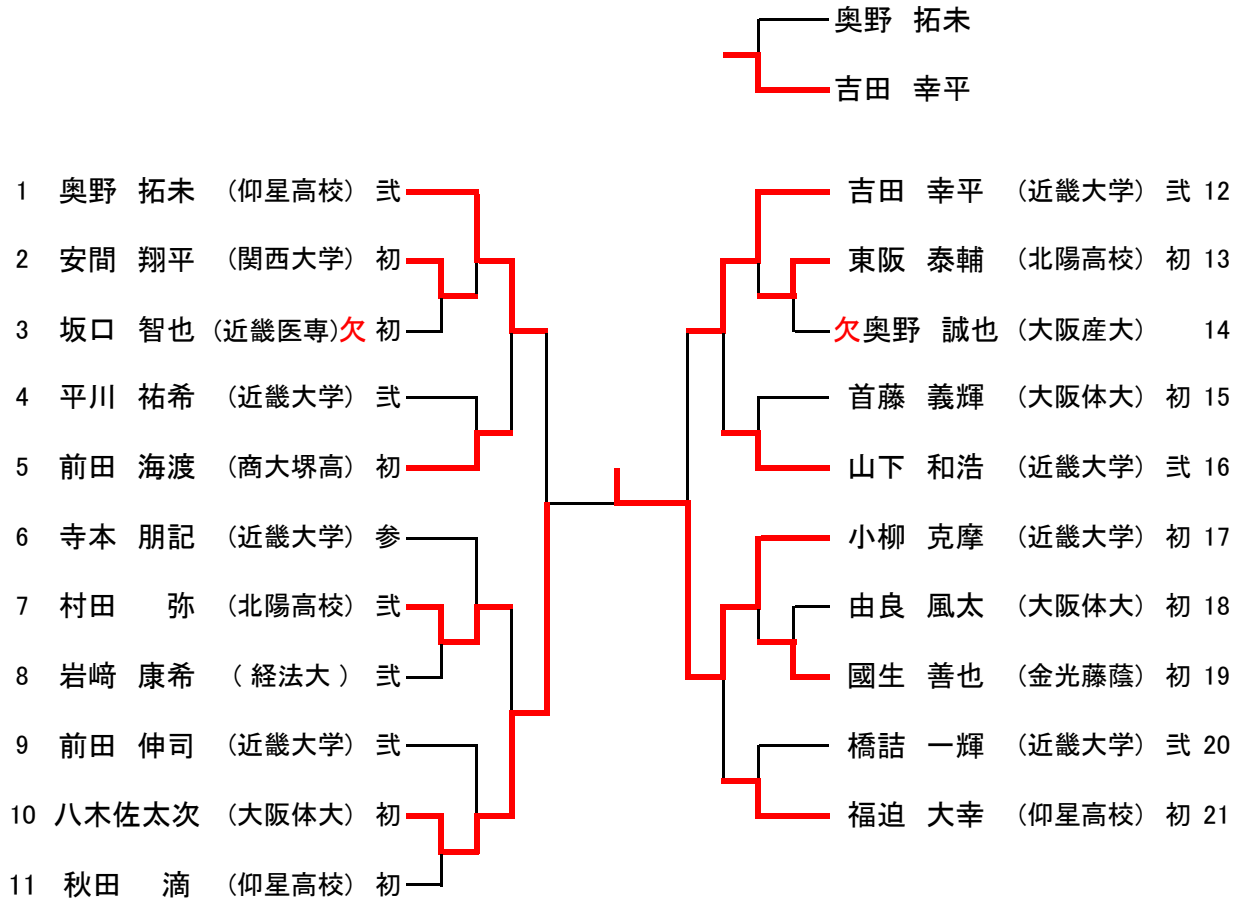 奥野 拓未
吉田 幸平
1 奥野 拓未 (仰星高校) 弐
2 安間 翔平 (関西大学) 初
3 坂口 智也 (近畿医専)欠 初
4 平川 祐希 (近畿大学) 弐
5 前田 海渡 (商大堺高) 初
6 寺本 朋記 (近畿大学) 参
7 村田 弥 (北陽高校) 弐
8 岩﨑 康希 ( 経法大 ) 弐
9 前田 伸司 (近畿大学) 弐
10 八木佐太次 (大阪体大) 初
11 秋田 滴 (仰星高校) 初
吉田 幸平 (近畿大学) 弐 12
東阪 泰輔 (北陽高校) 初 13
欠奥野 誠也 (大阪産大) 14
首藤 義輝 (大阪体大) 初 15
山下 和浩 (近畿大学) 弐 16
小柳 克摩 (近畿大学) 初 17
由良 風太 (大阪体大) 初 18
國生 善也 (金光藤蔭) 初 19
橋詰 一輝 (近畿大学) 弐 20
福迫 大幸 (仰星高校) 初 21